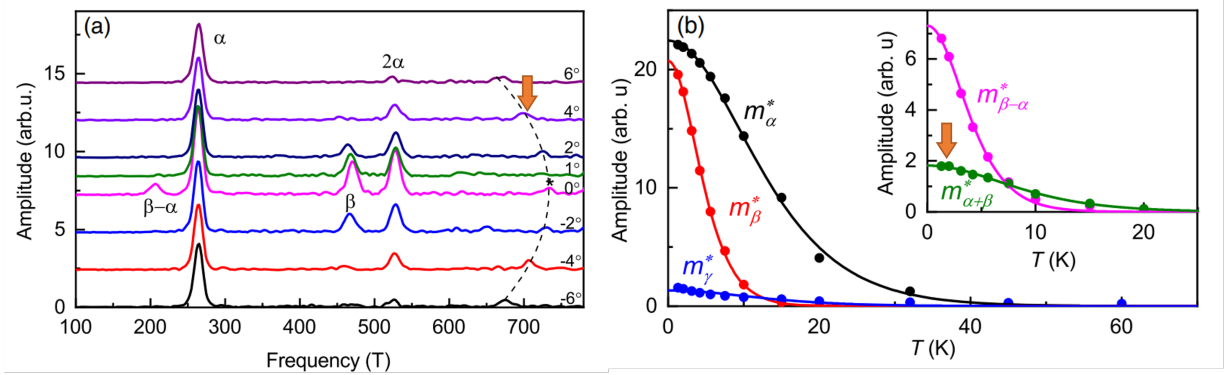 (a)
α
2α
6°
4°
2°
1°
0°
-2°
-4°
-6°
β−α
β
*
15
10
5
0
Amplitude (arb.u.)
100 200 300 400 500 600 700
Frequency (T)
(b)
20
10
0
Amplitude (arb. u)
m*α
m*β
m*γ
0 20 40 60
T (K)
8
6
4
2
0
Amplitude (arb. u)
m*β−α
m*α+β
0 10 20
T (K)